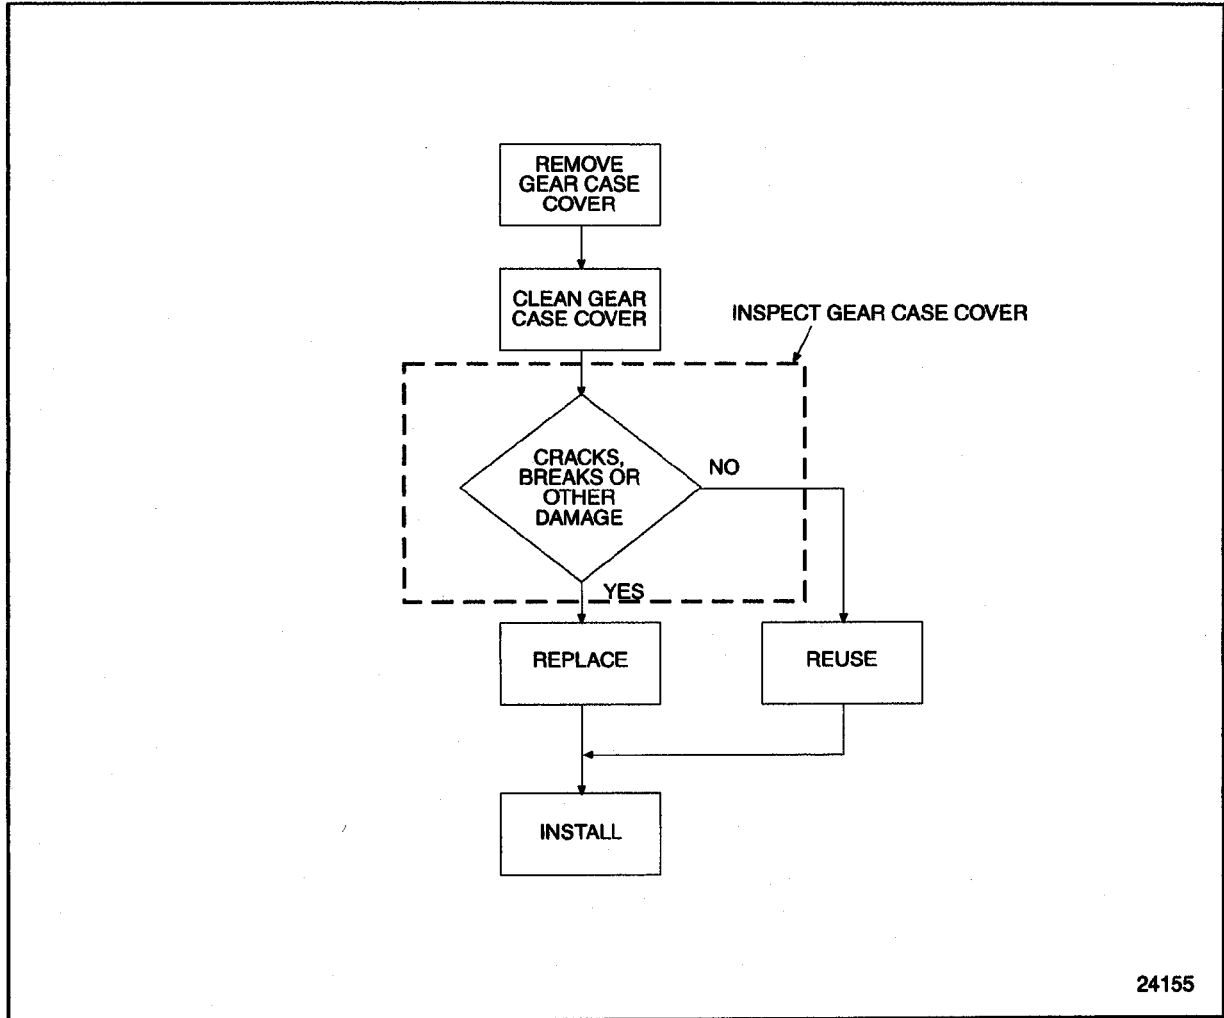 REMOVE
GEAR CASE
COVER
CLEAN GEAR
CASE COVER
INSPECT GEAR CASE COVER
CRACKS,
BREAKS OR
OTHER
DAMAGE
NO
YES
REPLACE
REUSE
INSTALL
24155